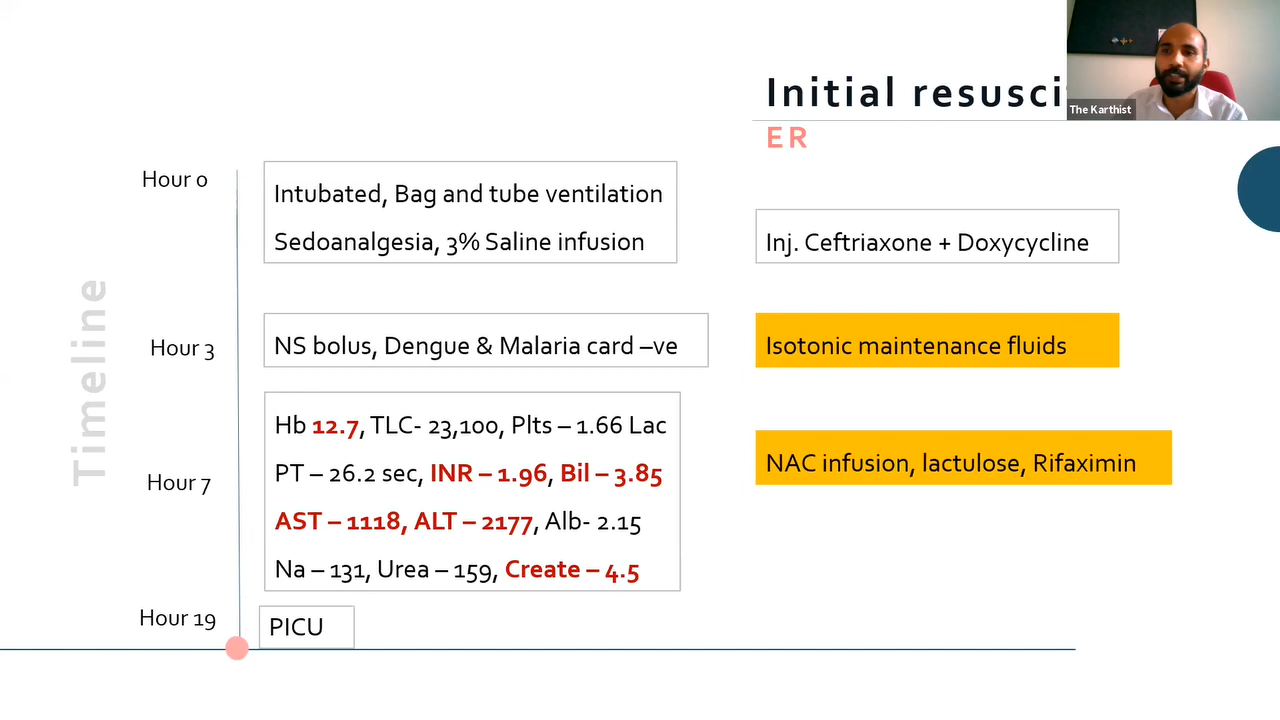 Initial resusci
The Karthist
ER
Timeline
Hour 0
Intubated, Bag and tube ventilation
Sedoanalgesia, 3% Saline infusion
Inj. Ceftriaxone + Doxycycline
Hour 3
NS bolus, Dengue & Malaria card –ve
Isotonic maintenance fluids
Hour 7
Hb 12.7, TLC- 23,100, Plts – 1.66 Lac
PT – 26.2 sec, INR – 1.96, Bil – 3.85
AST – 1118, ALT – 2177, Alb- 2.15
Na – 131, Urea – 159, Create – 4.5
NAC infusion, lactulose, Rifaximin
Hour 19
PICU